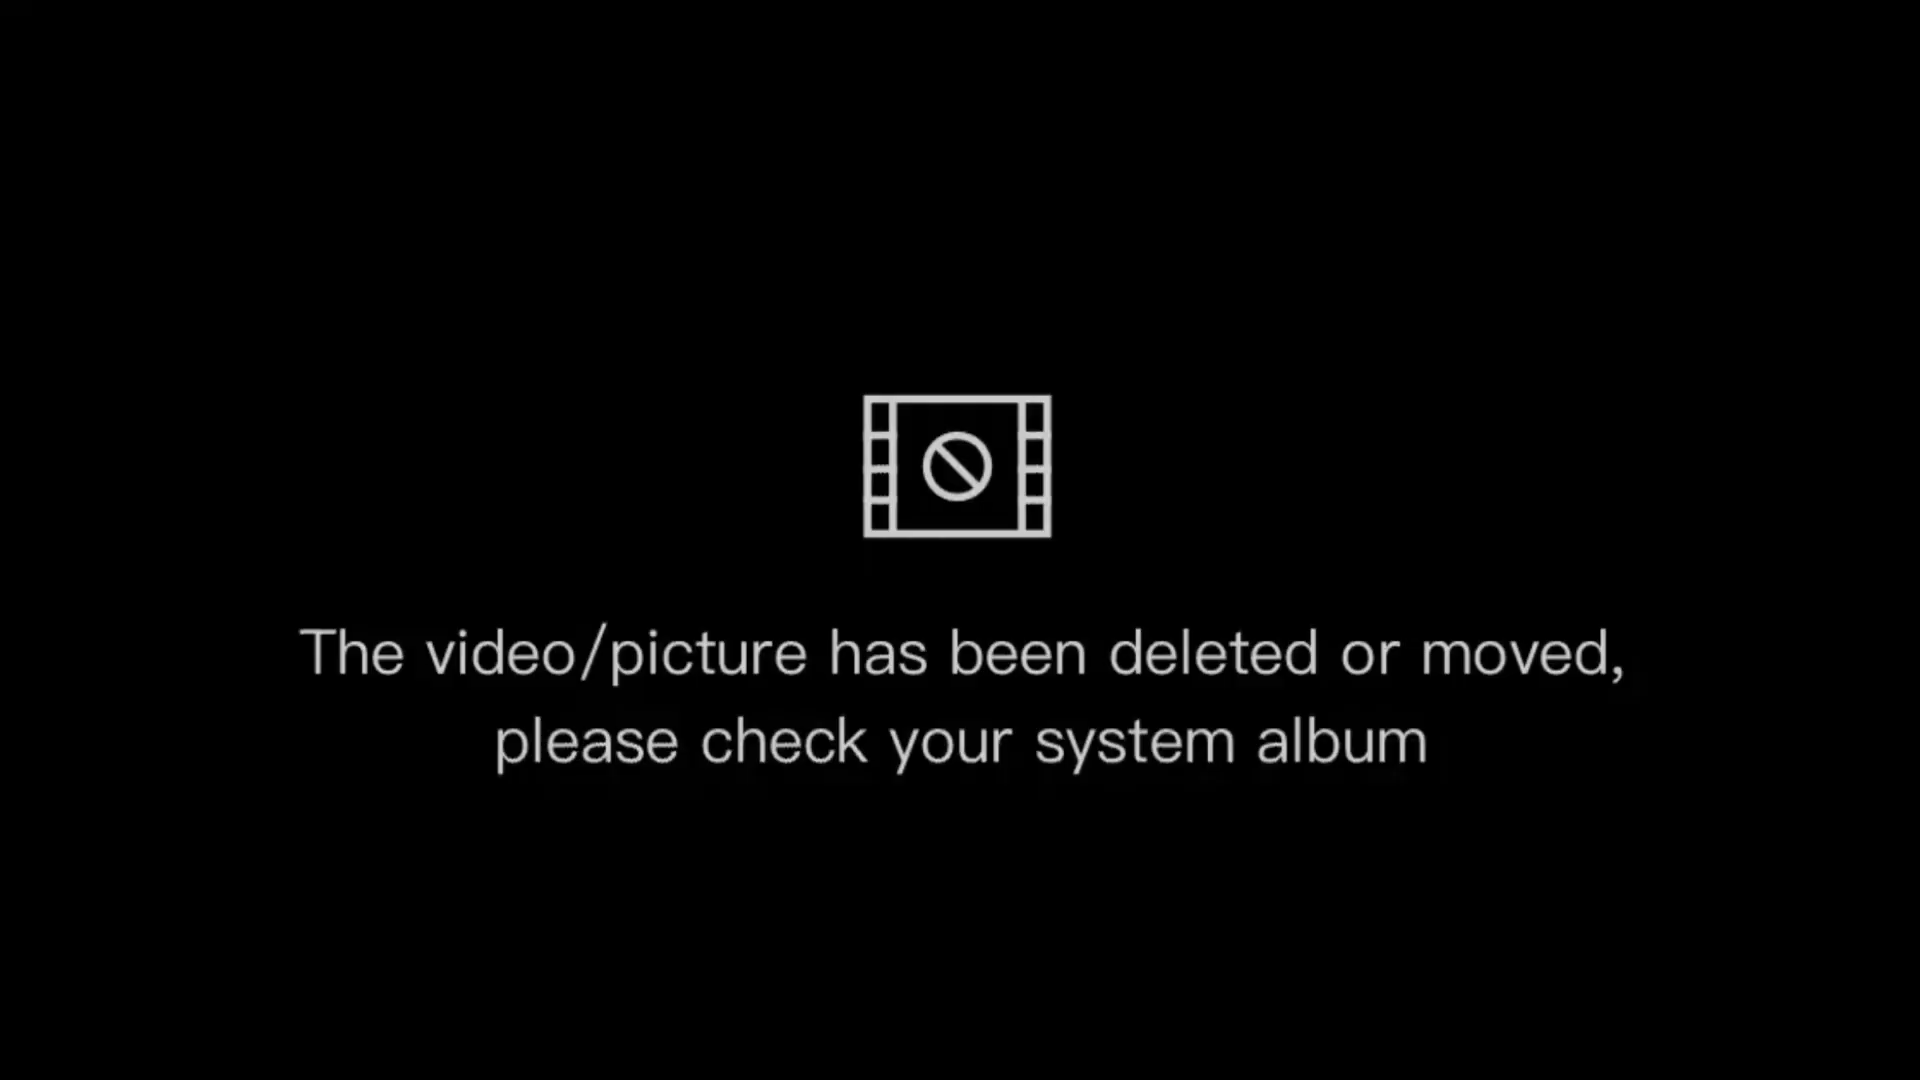 The video/picture has been deleted or moved,
please check your system album